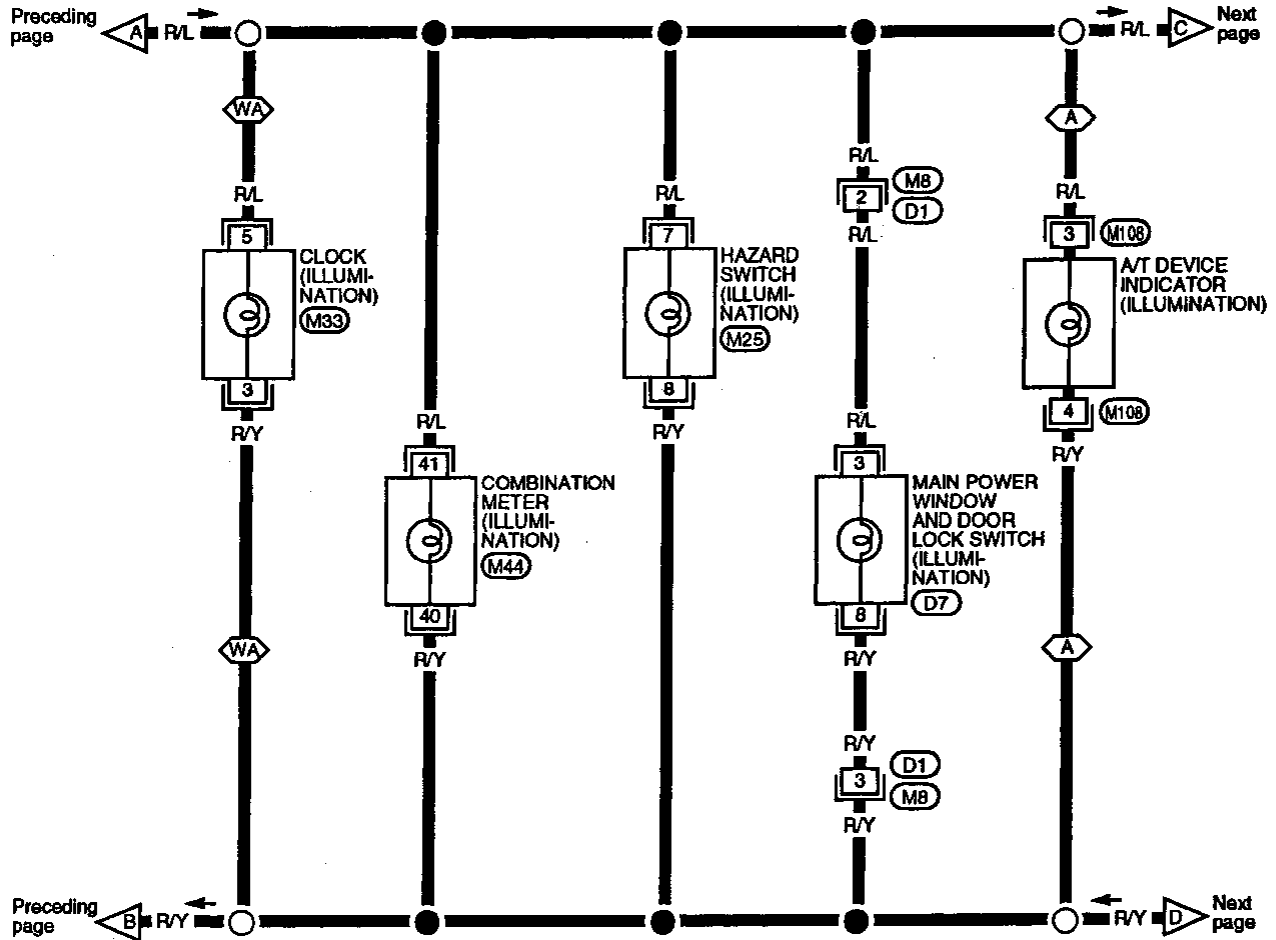 Preceding
page
A R/L
R/L C
Next
page
WA
A
R/L
R/L
R/L
R/L
2
M8
D1
R/L
5
CLOCK
(ILLUMI-
NATION)
M33
3
R/Y
7
HAZARD
SWITCH
(ILLUMI-
NATION)
M25
8
R/Y
3
M108
A/T DEVICE
INDICATOR
(ILLUMINATION)
4
M108
R/Y
R/L
41
COMBINATION
METER
(ILLUMI-
NATION)
M44
40
R/Y
R/L
3
MAIN POWER
WINDOW
AND DOOR
LOCK SWITCH
(ILLUMI-
NATION)
D7
8
R/Y
WA
A
R/Y
3
D1
M8
R/Y
Preceding
page
B R/Y
R/Y D
Next
page